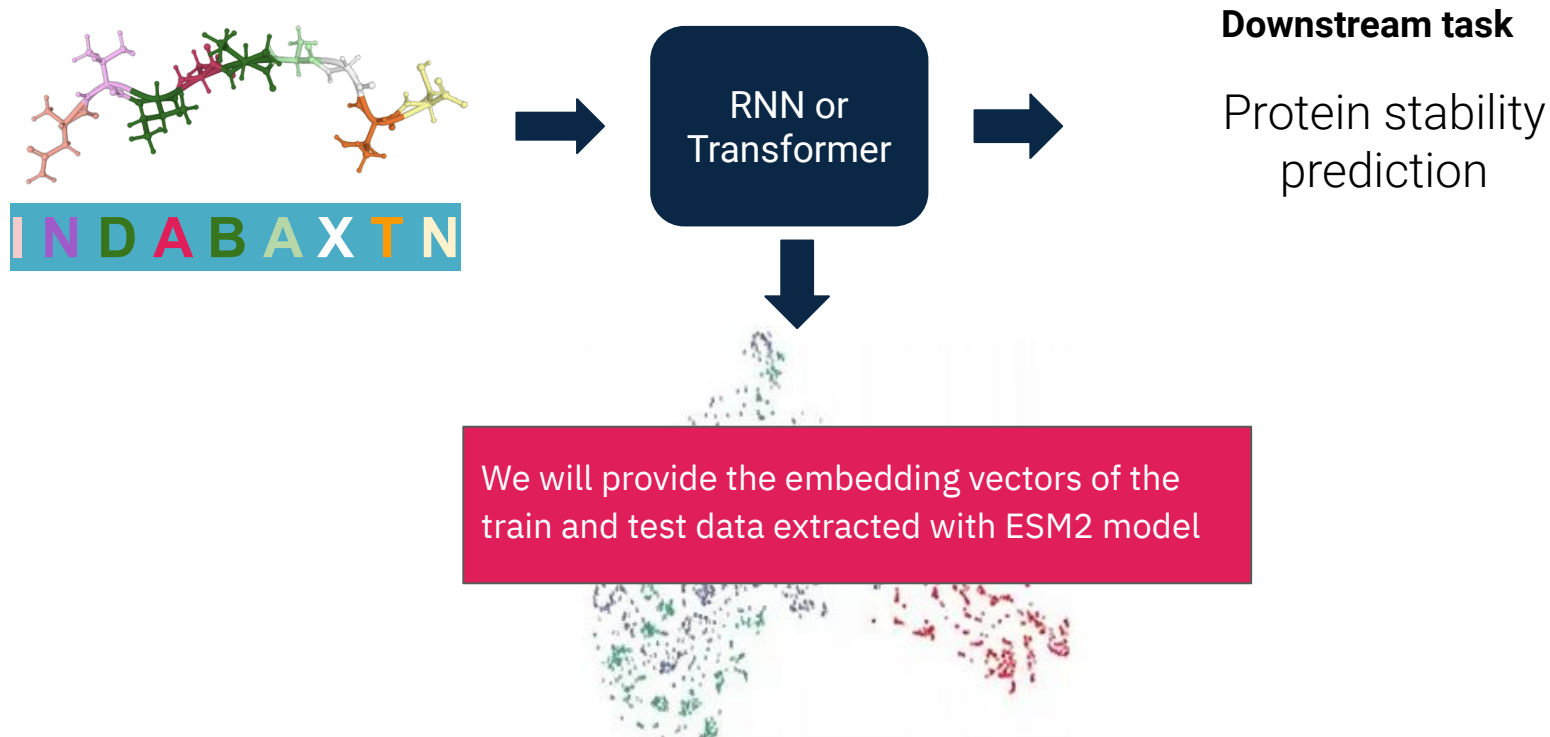 Downstream task
RNN or
Transformer
Protein stability
prediction
I N D A B A X T N
We will provide the embedding vectors of the
train and test data extracted with ESM2 model